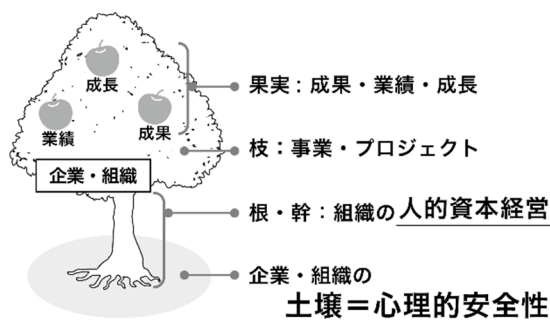 成長
業績
成果
企業・組織
果実：成果・業績・成長
枝：事業・プロジェクト
根・幹：組織の人的資本経営
企業・組織の
土壌＝心理的安全性